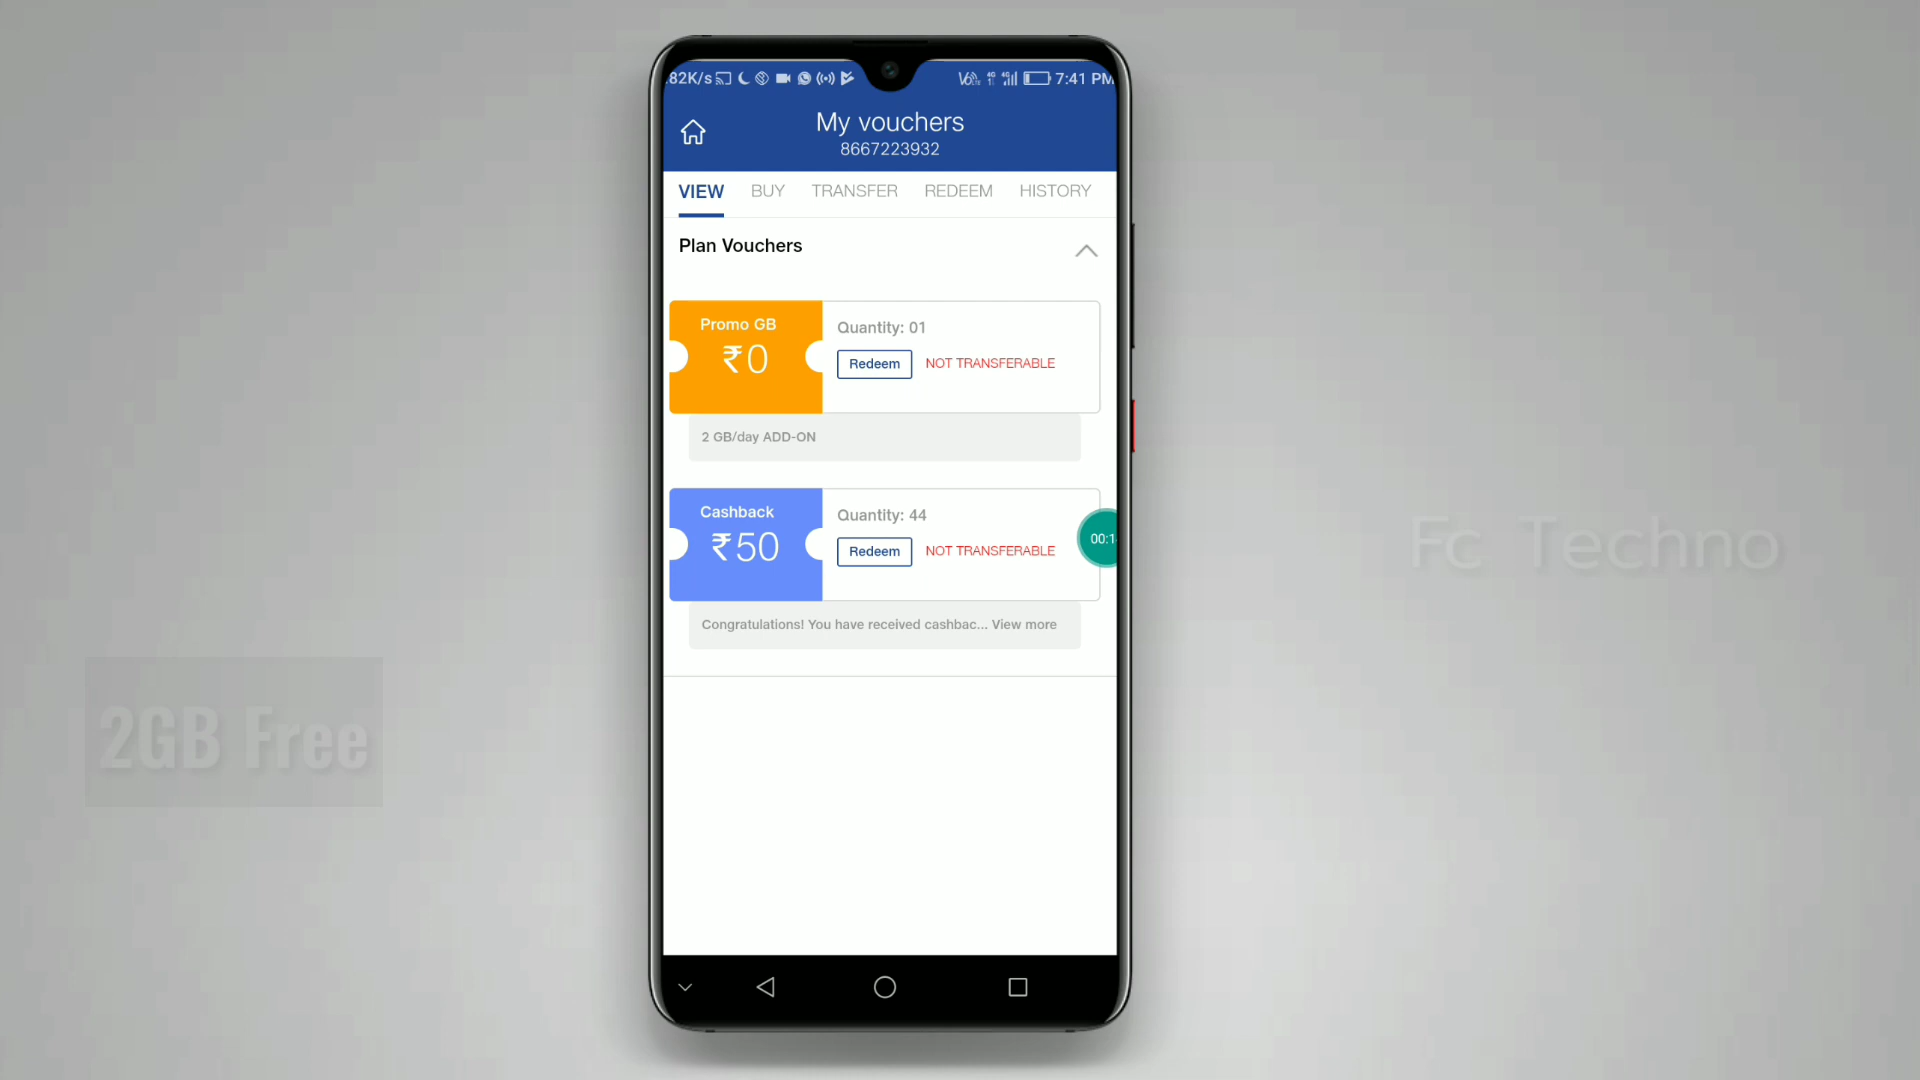 82K/s
7:41 PM
My vouchers
8667223932
VIEW BUY TRANSFER REDEEM HISTORY
Plan Vouchers
Promo GB
₹0
Quantity: 01
Redeem NOT TRANSFERABLE
2 GB/day ADD-ON
Cashback
₹50
Quantity: 44
Redeem NOT TRANSFERABLE
00:1
Congratulations! You have received cashbac... View more
Fc Techno
2GB Free